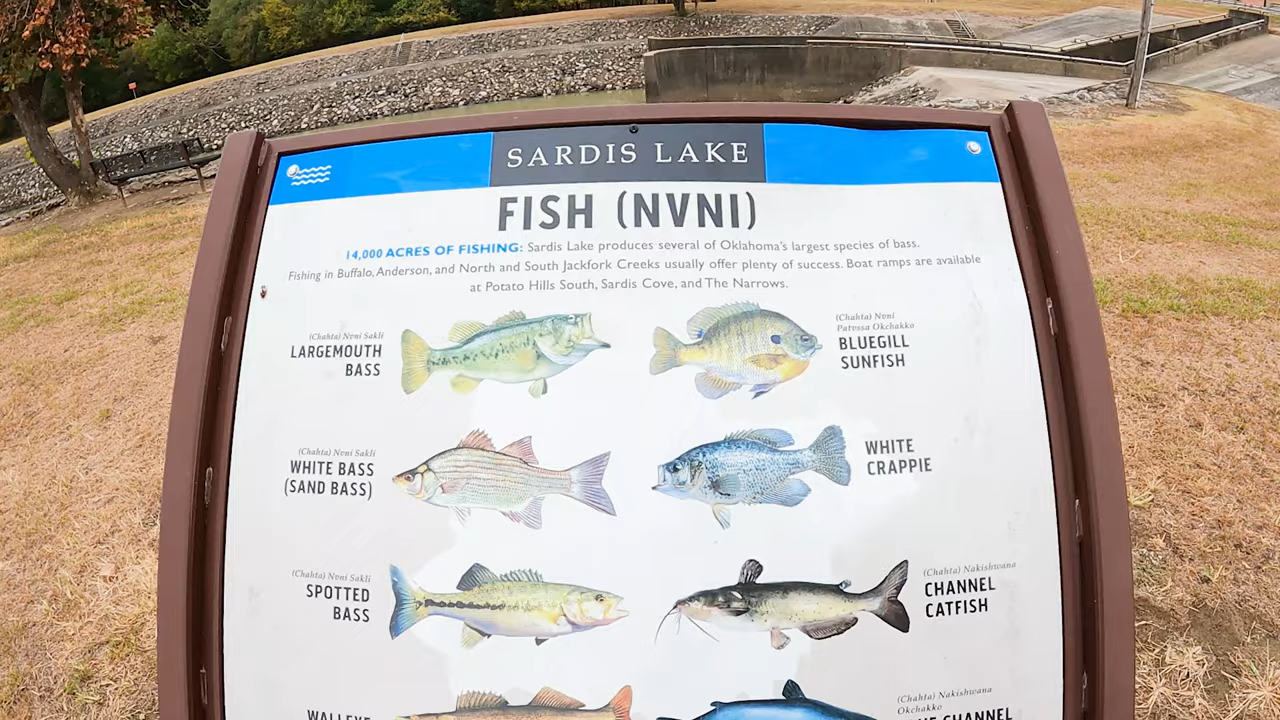 SARDIS LAKE
FISH (NVNI)
14,000 ACRES OF FISHING: Sardis Lake produces several of Oklahoma's largest species of bass.
Fishing in Buffalo, Anderson, and North and South Jackfork Creeks usually offer plenty of success. Boat ramps are available
at Potato Hills South, Sardis Cove, and The Narrows.
(Chahta) Nvni Sakli
LARGEMOUTH
BASS
(Chahta) Nvni
Patvssa Okchakko
BLUEGILL
SUNFISH
(Chahta) Nvni Sakli
WHITE BASS
(SAND BASS)
WHITE
CRAPPIE
(Chahta) Nvni Sakli
SPOTTED
BASS
(Chahta) Nakishwana
CHANNEL
CATFISH
WALLEYE
(Chahta) Nakishwana
Okchakko
CHANNEL